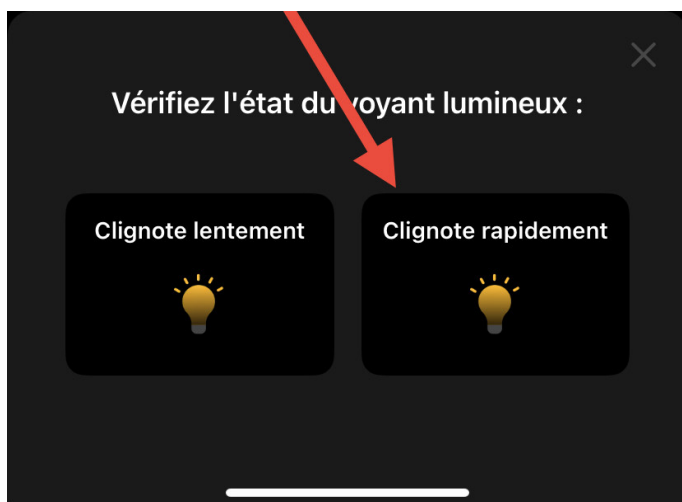 Vérifiez l'état du voyant lumineux :
Clignote lentement
Clignote rapidement